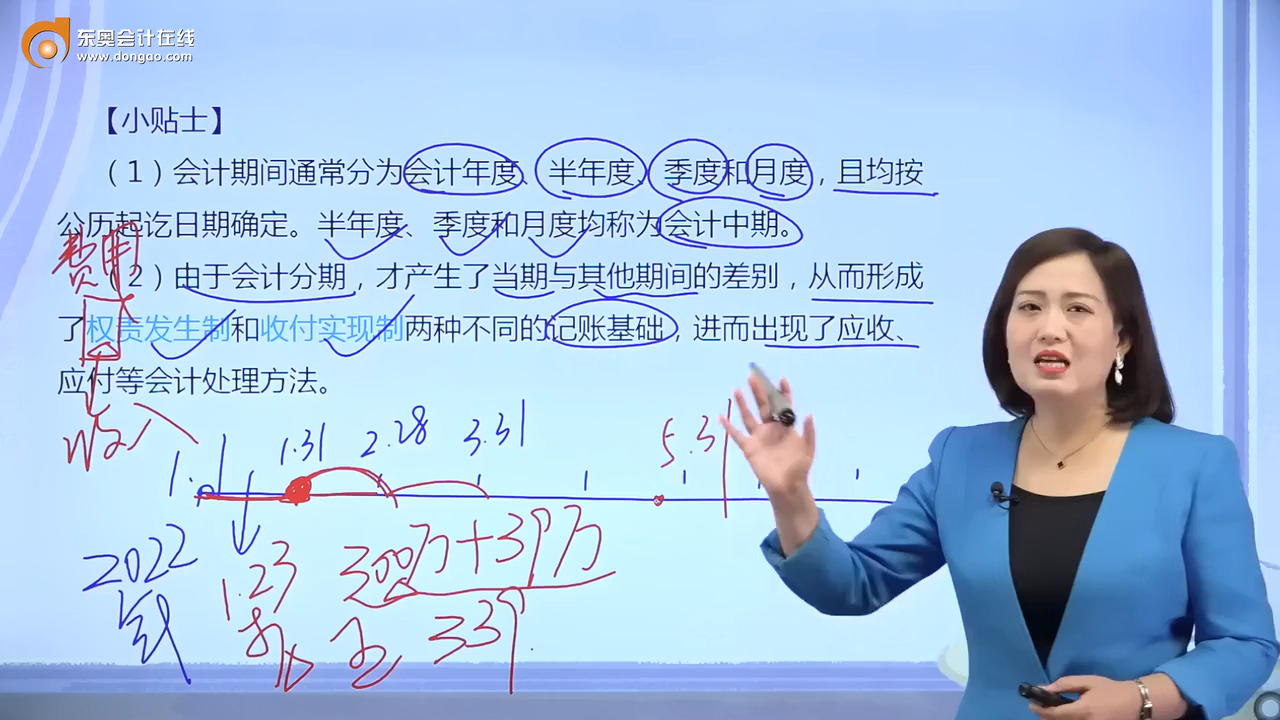 东奥会计在线
www.dongao.com
【小贴士】
（1）会计期间通常分为会计年度、半年度、季度和月度，且均按
公历起讫日期确定。半年度、季度和月度均称为会计中期。
（2）由于会计分期，才产生了当期与其他期间的差别，从而形成
了权责发生制和收付实现制两种不同的记账基础，进而出现了应收、
应付等会计处理方法。
费用
收入
1.1
1.31
2.28
3.31
5.31
2022
1.23
300万+39万
339